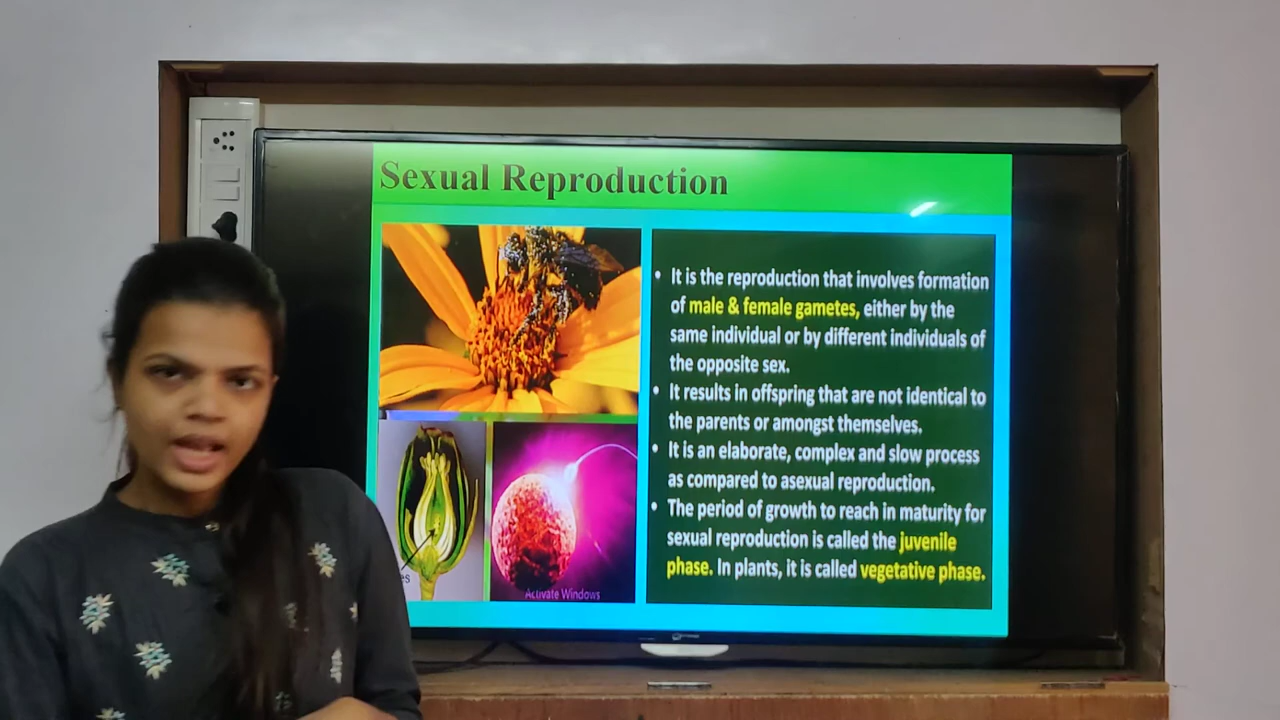 Sexual Reproduction
• It is the reproduction that involves formation
of male & female gametes, either by the
same individual or by different individuals of
the opposite sex.
• It results in offspring that are not identical to
the parents or amongst themselves.
• It is an elaborate, complex and slow process
as compared to asexual reproduction.
• The period of growth to reach in maturity for
sexual reproduction is called the juvenile
phase. In plants, it is called vegetative phase.
es
Activate Windows